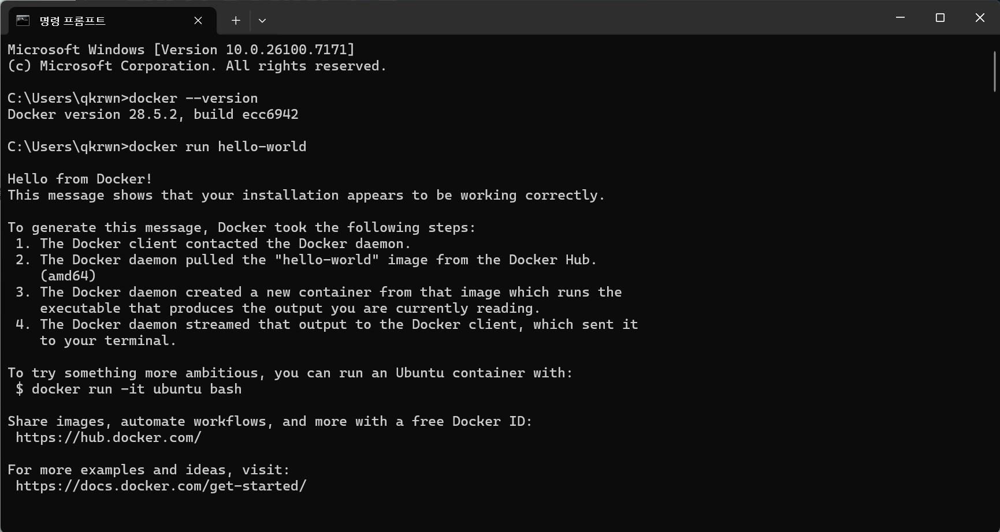 명령 프롬프트
Microsoft Windows [Version 10.0.26100.7171]
(c) Microsoft Corporation. All rights reserved.
C:\Users\qkrwn>docker --version
Docker version 28.5.2, build ecc6942
C:\Users\qkrwn>docker run hello-world
Hello from Docker!
This message shows that your installation appears to be working correctly.
To generate this message, Docker took the following steps:
 1. The Docker client contacted the Docker daemon.
 2. The Docker daemon pulled the "hello-world" image from the Docker Hub.
    (amd64)
 3. The Docker daemon created a new container from that image which runs the
    executable that produces the output you are currently reading.
 4. The Docker daemon streamed that output to the Docker client, which sent it
    to your terminal.
To try something more ambitious, you can run an Ubuntu container with:
 $ docker run -it ubuntu bash
Share images, automate workflows, and more with a free Docker ID:
 https://hub.docker.com/
For more examples and ideas, visit:
 https://docs.docker.com/get-started/